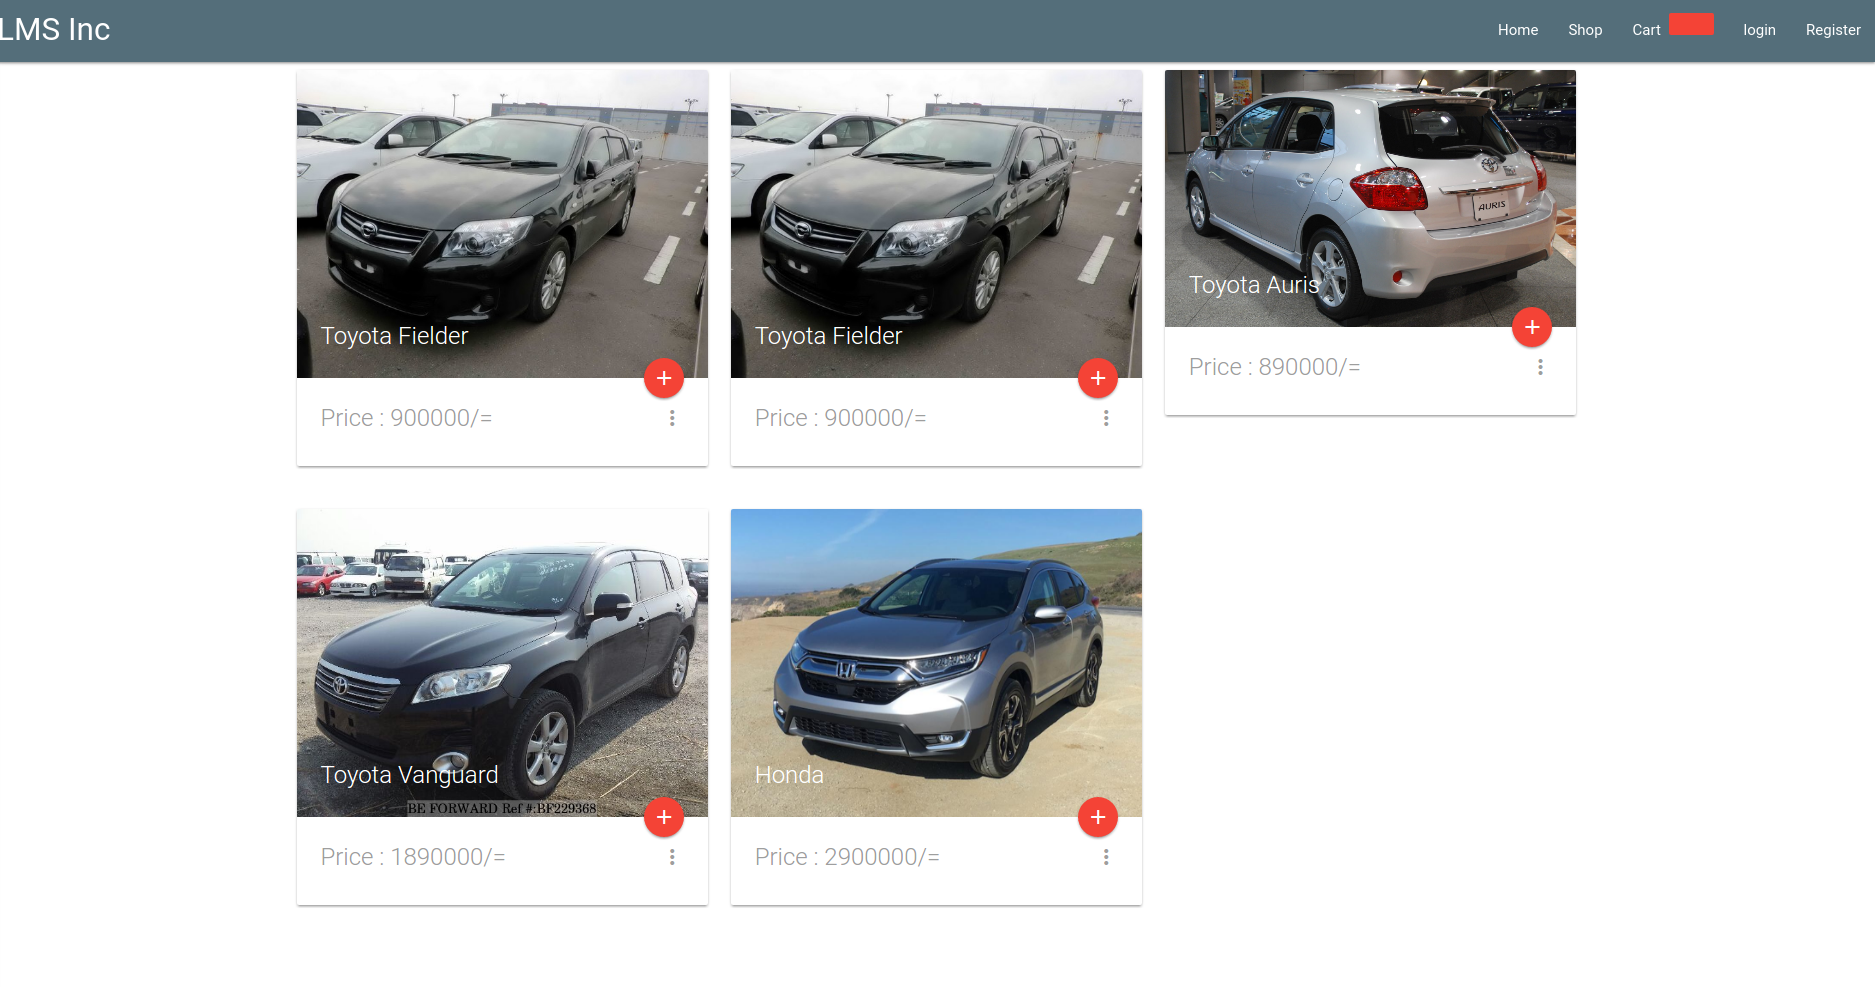 LMS Inc
Home Shop Cart login Register
Toyota Fielder
Price : 900000/=
Toyota Fielder
Price : 900000/=
AURIS
Toyota Auris
Price : 890000/=
Toyota Vanguard
BE FORWARD Ref #:BF229368
Price : 1890000/=
Honda
Price : 2900000/=